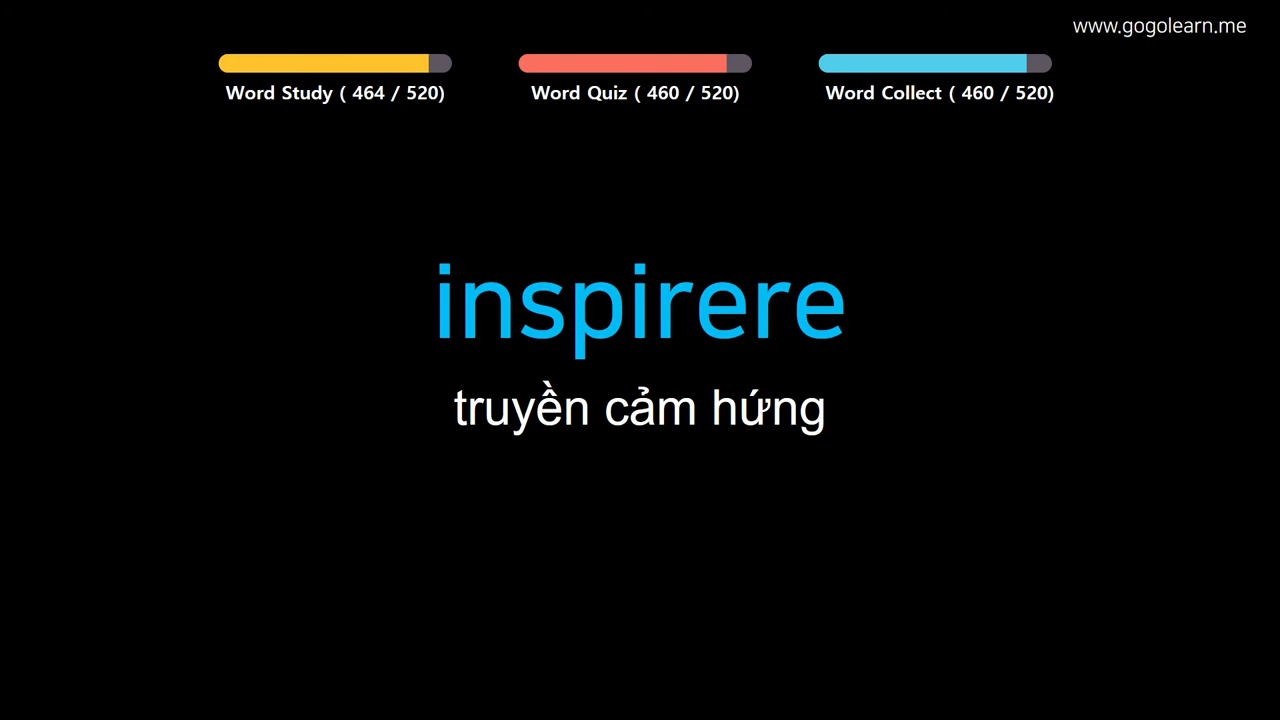 www.gogolearn.me
Word Study ( 464 / 520)
Word Quiz ( 460 / 520)
Word Collect ( 460 / 520)
inspirere
truyền cảm hứng